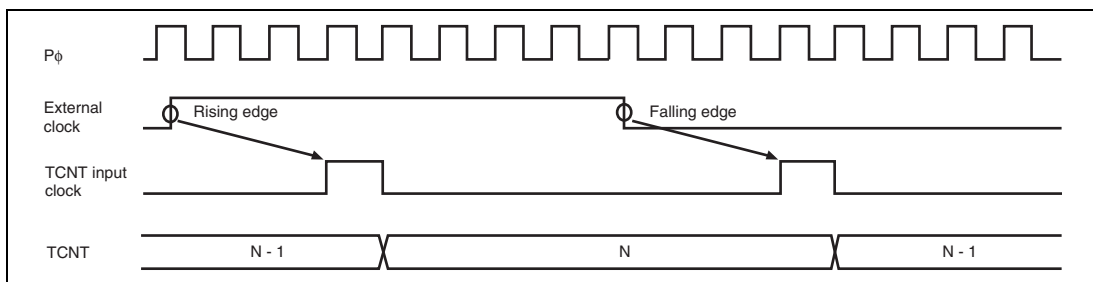 Pϕ
External
clock
Rising edge
Falling edge
TCNT input
clock
TCNT
N - 1
N
N - 1